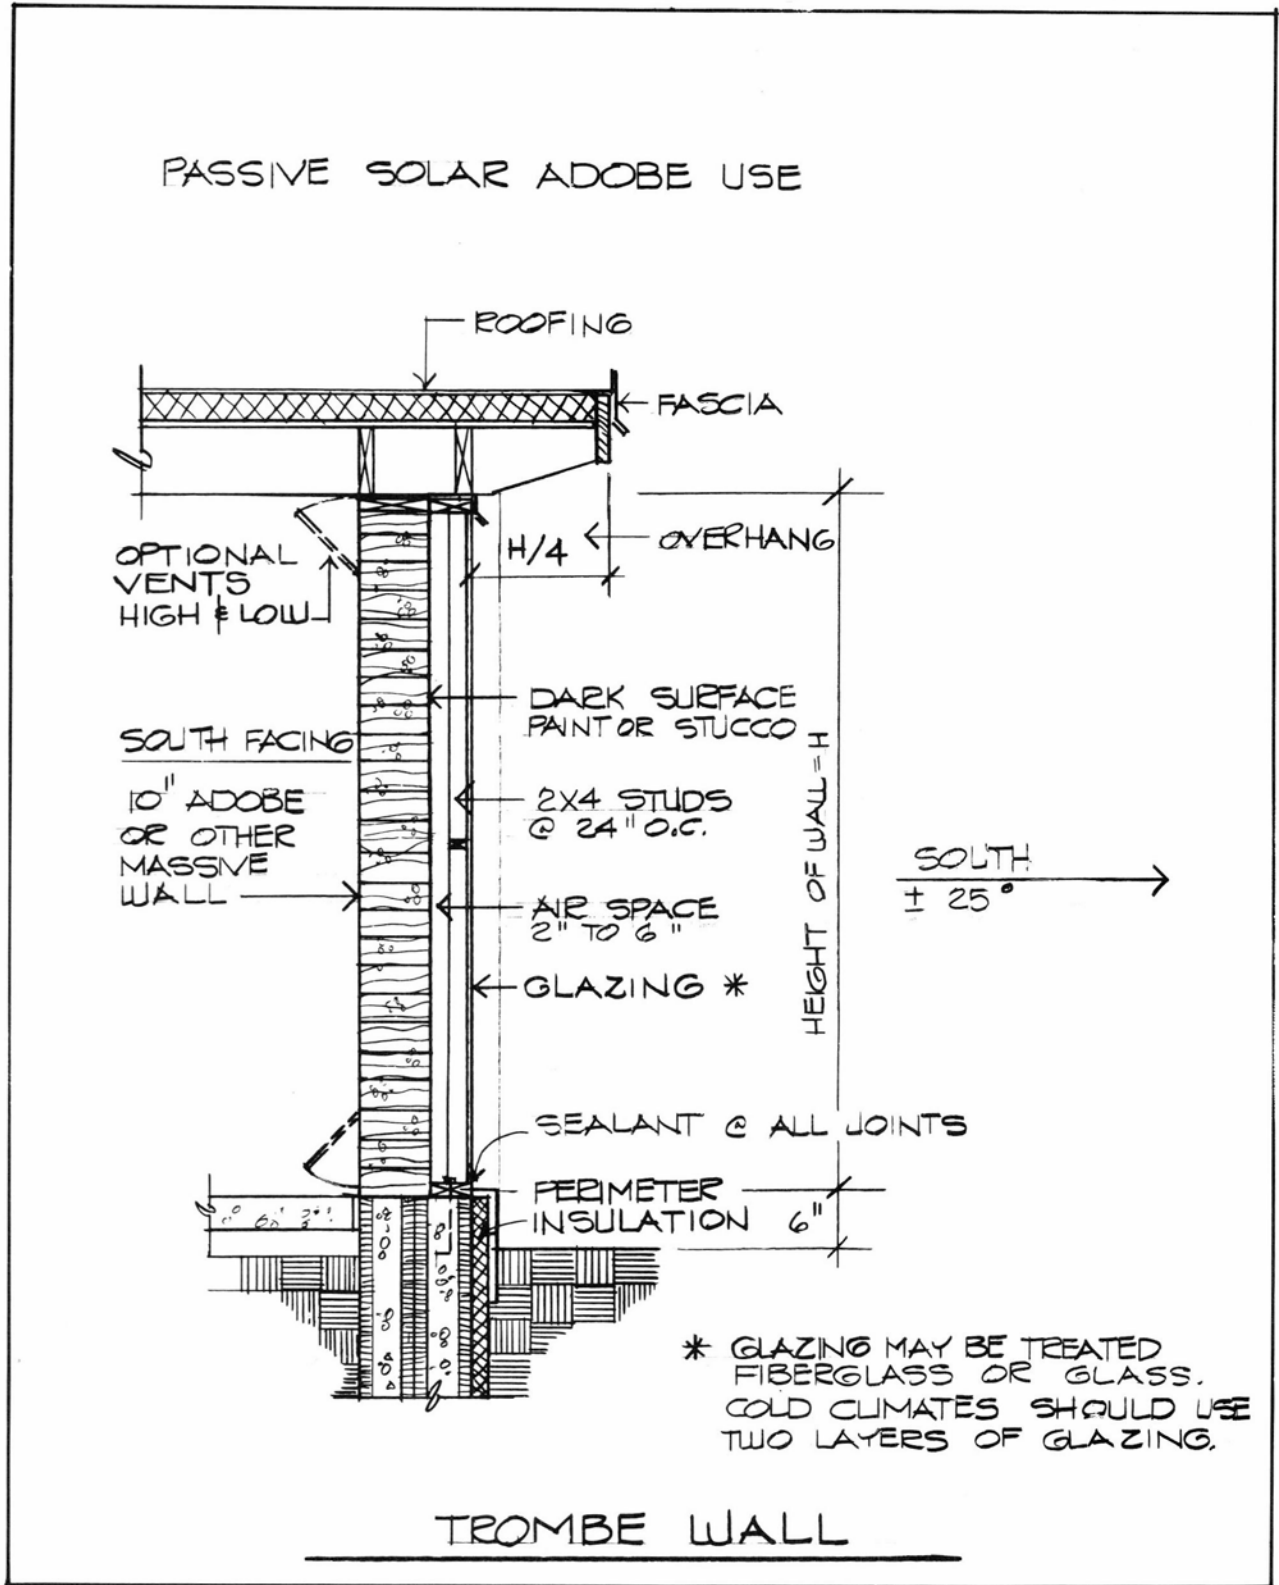 PASSIVE SOLAR ADOBE USE
ROOFING
FASCIA
OPTIONAL
VENTS
HIGH & LOW
H/4
OVERHANG
DARK SURFACE
PAINT OR STUCCO
SOUTH FACING
10" ADOBE
OR OTHER
MASSIVE
WALL
2X4 STUDS
@ 24" O.C.
AIR SPACE
2" TO 6"
GLAZING *
HEIGHT OF WALL = H
SOUTH
± 25°
SEALANT @ ALL JOINTS
PERIMETER
INSULATION
6"
* GLAZING MAY BE TREATED
FIBERGLASS OR GLASS.
COLD CLIMATES SHOULD USE
TWO LAYERS OF GLAZING.
TROMBE WALL